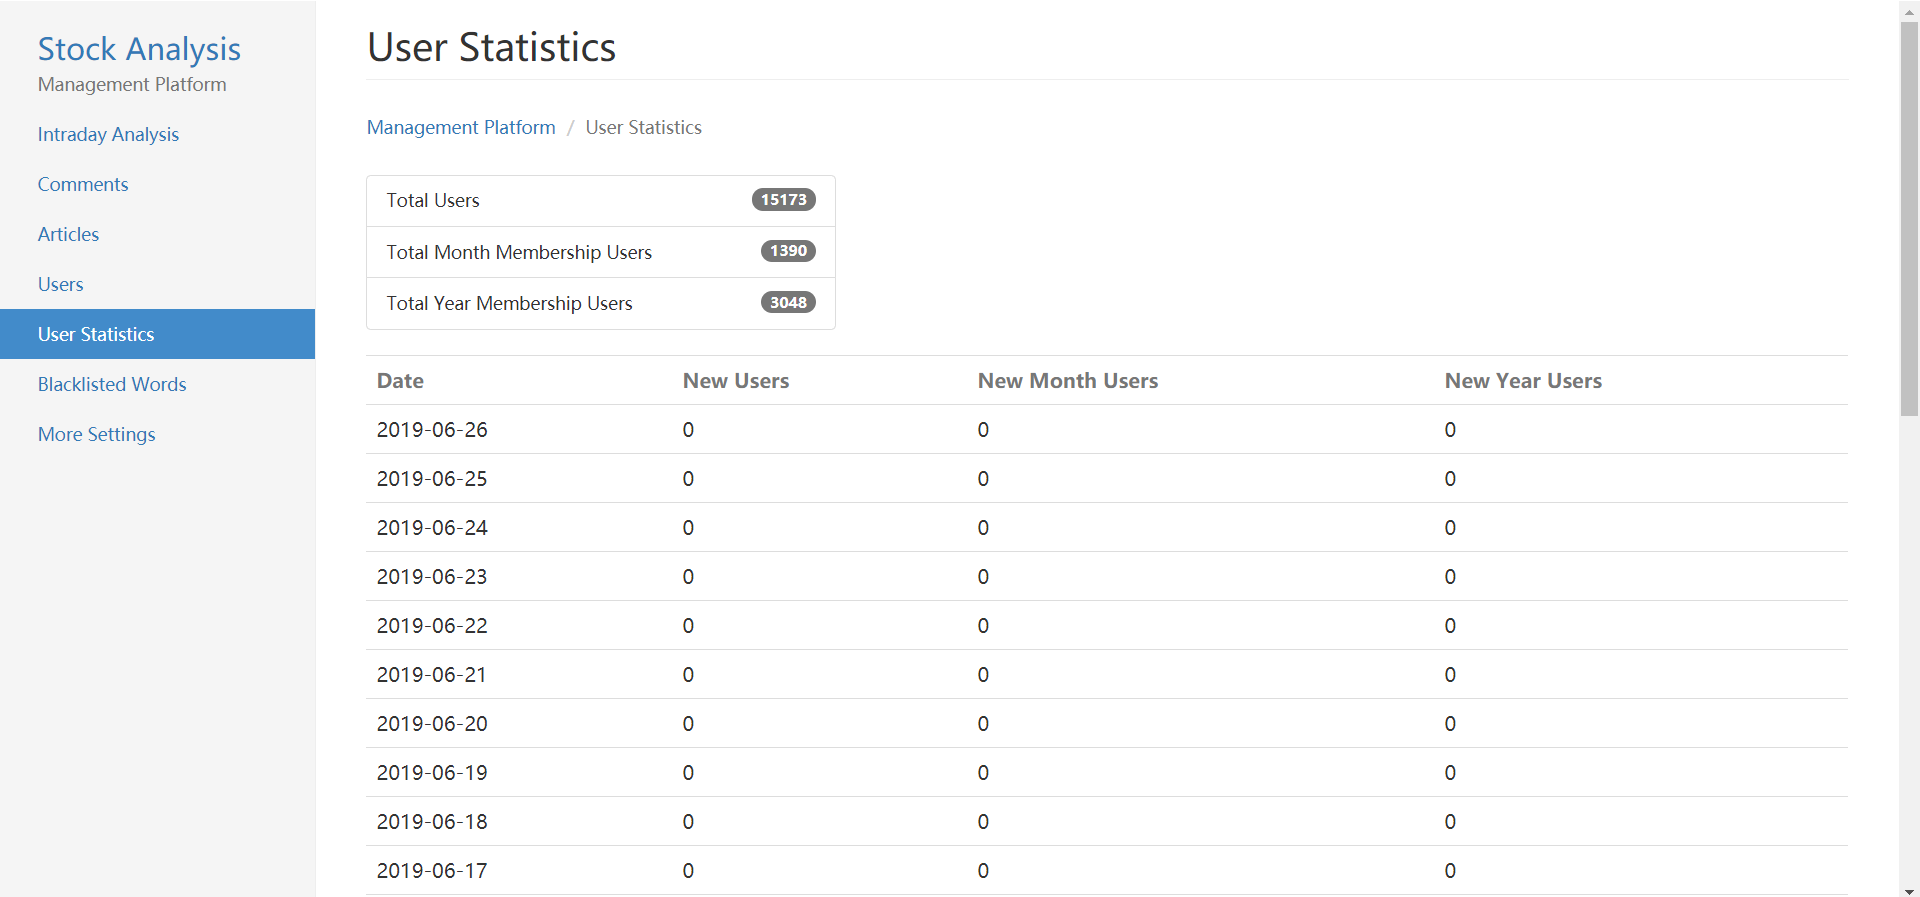 Stock Analysis
Management Platform
Intraday Analysis
Comments
Articles
Users
User Statistics
Blacklisted Words
More Settings
User Statistics
Management Platform / User Statistics
Total Users 15173
Total Month Membership Users 1390
Total Year Membership Users 3048
Date New Users New Month Users New Year Users
2019-06-26 0 0 0
2019-06-25 0 0 0
2019-06-24 0 0 0
2019-06-23 0 0 0
2019-06-22 0 0 0
2019-06-21 0 0 0
2019-06-20 0 0 0
2019-06-19 0 0 0
2019-06-18 0 0 0
2019-06-17 0 0 0